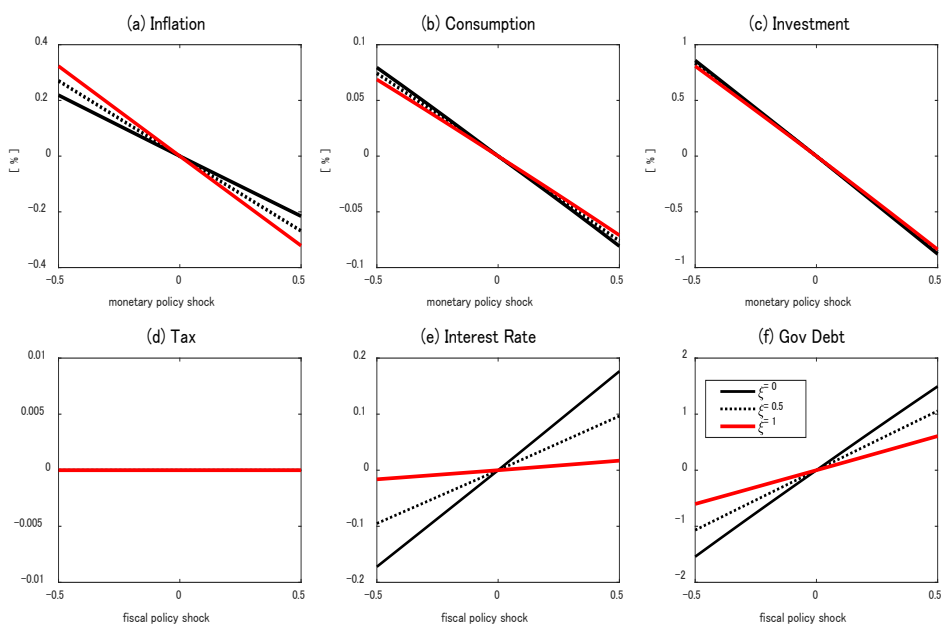 (a) Inflation
(b) Consumption
(c) Investment
0.4
0.2
0
−0.2
−0.4
[ % ]
−0.5
0
0.5
monetary policy shock
0.1
0.05
0
−0.05
−0.1
[ % ]
−0.5
0
0.5
monetary policy shock
1
0.5
0
−0.5
−1
[ % ]
−0.5
0
0.5
monetary policy shock
(d) Tax
(e) Interest Rate
(f) Gov Debt
0.01
0.005
0
−0.005
−0.01
−0.5
0
0.5
fiscal policy shock
0.2
0.1
0
−0.1
−0.2
−0.5
0
0.5
fiscal policy shock
2
1
0
−1
−2
ξ=0
ξ=0.5
ξ=1
−0.5
0
0.5
fiscal policy shock